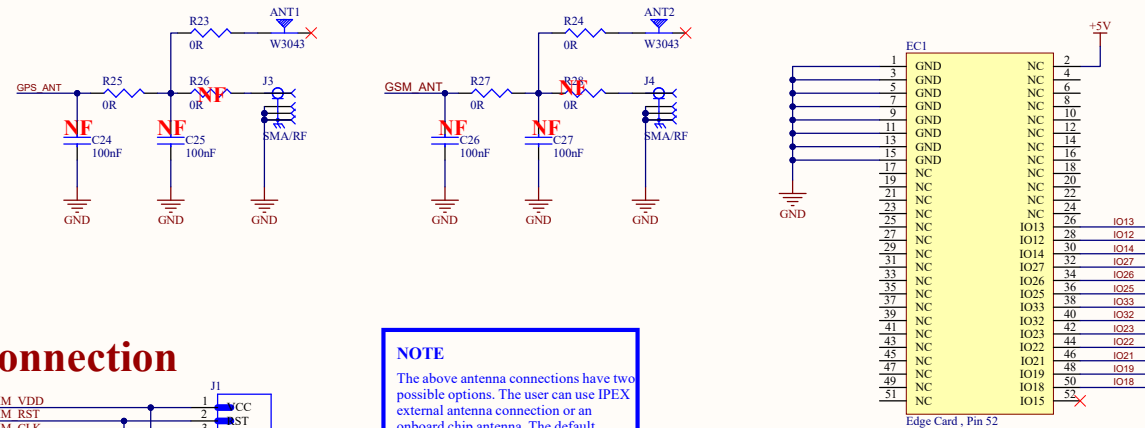 ANT1
R23
0R
W3043
GPS_ANT
R25
0R
R26
0R
NF
J3
NF
C24
100nF
NF
C25
100nF
SMA/RF
GND
GND
GND
ANT2
R24
0R
W3043
GSM_ANT
R27
0R
R28
NF
0R
J4
NF
C26
100nF
NF
C27
100nF
SMA/RF
GND
GND
GND
+5V
EC1
1 GND NC 2
3 GND NC 4
5 GND NC 6
7 GND NC 8
9 GND NC 10
11 GND NC 12
13 GND NC 14
15 GND NC 16
17 NC NC 18
19 NC NC 20
21 NC NC 22
23 NC NC 24
25 NC IO13 26 IO13
27 NC IO12 28 IO12
29 NC IO14 30 IO14
31 NC IO27 32 IO27
33 NC IO26 34 IO26
35 NC IO25 36 IO25
37 NC IO33 38 IO33
39 NC IO32 40 IO32
41 NC IO23 42 IO23
43 NC IO22 44 IO22
45 NC IO21 46 IO21
47 NC IO19 48 IO19
49 NC IO18 50 IO18
51 NC IO15 52
Edge Card , Pin 52
GND
onnection
J1
M_VDD 1 VCC
M_RST 2 RST
M_CLK 3
NOTE
The above antenna connections have two
possible options. The user can use IPEX
external antenna connection or an
onboard chip antenna. The default